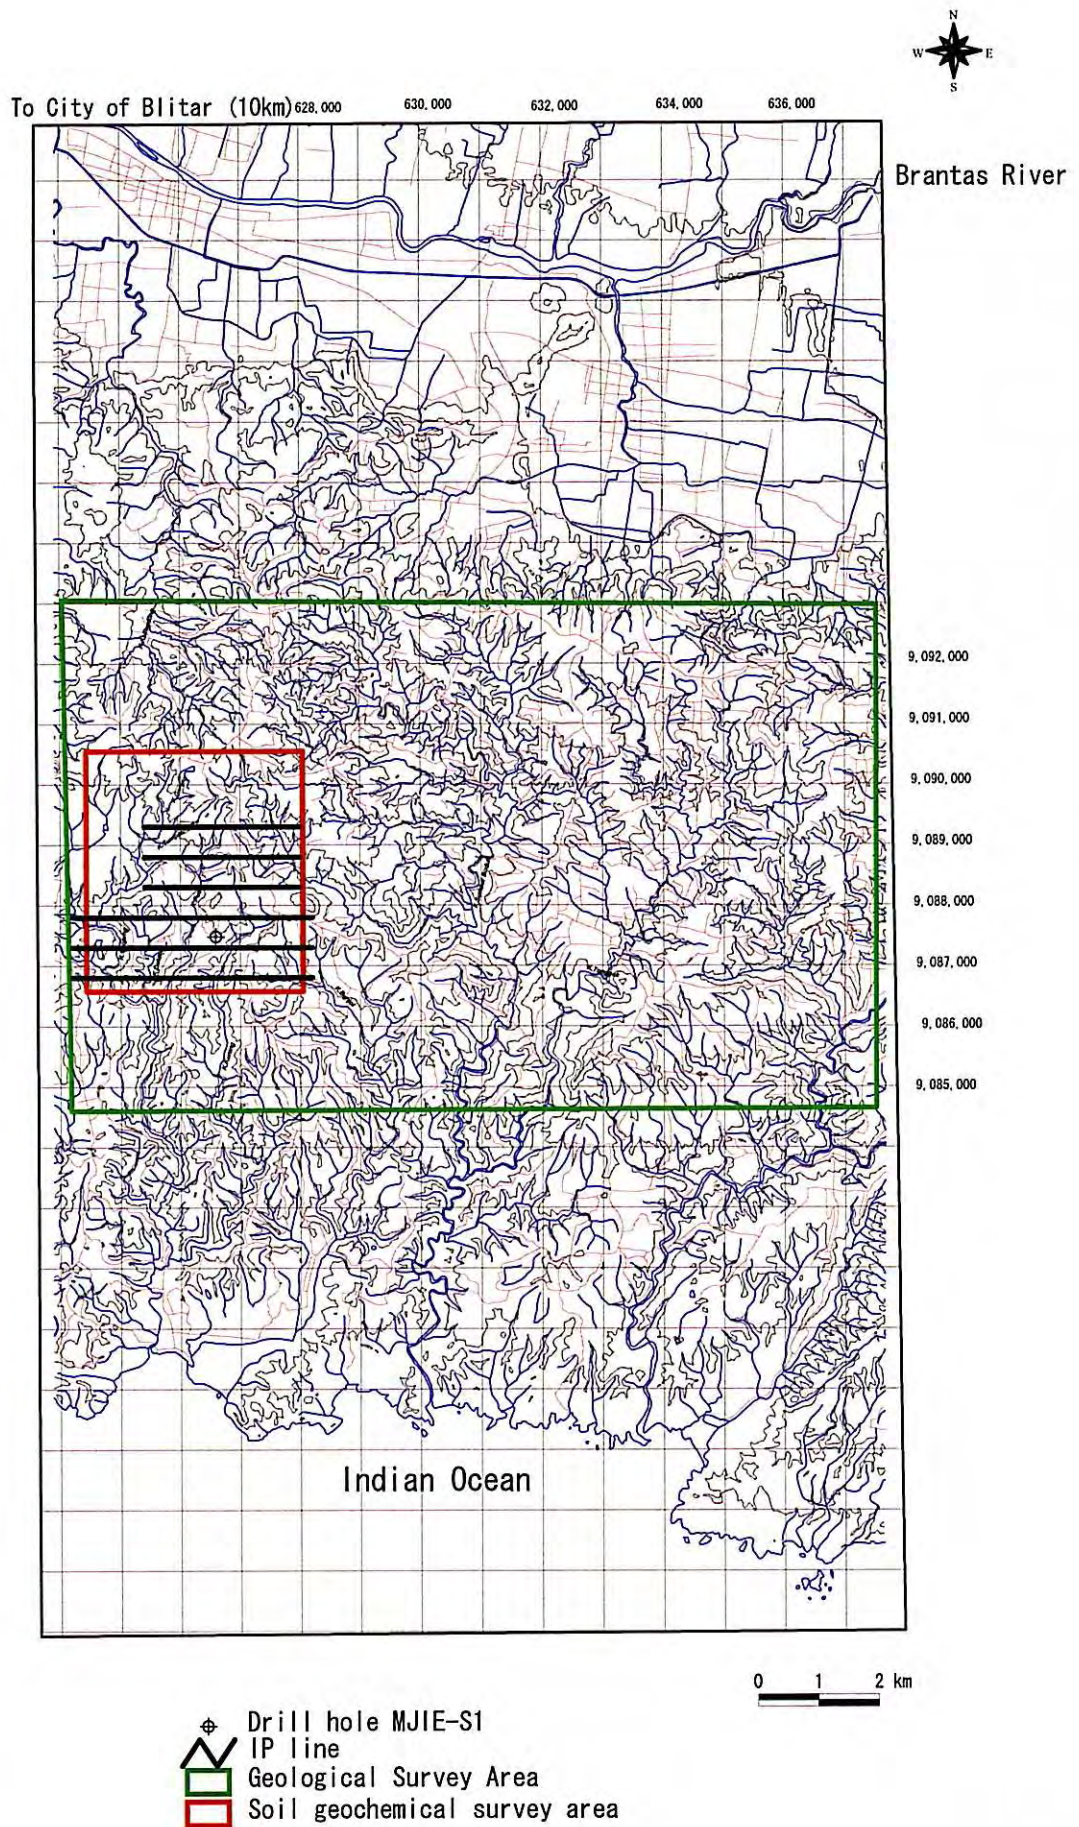 N
W E
S
To City of Blitar (10km) 628,000 630,000 632,000 634,000 636,000
Brantas River
9,092,000
9,091,000
9,090,000
9,089,000
9,088,000
9,087,000
9,086,000
9,085,000
Indian Ocean
0 1 2 km
Drill hole MJIE-S1
IP line
Geological Survey Area
Soil geochemical survey area